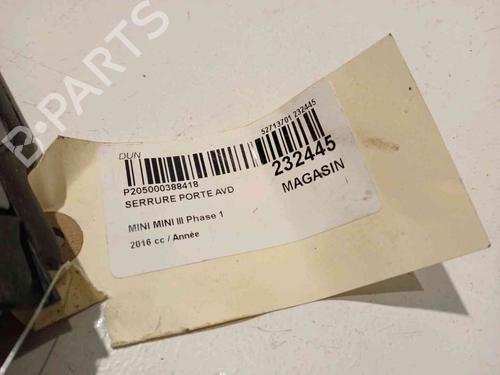 B-PARTS
DUN
P205000388418
SERRURE PORTE AVD
MINI MINI III Phase 1
2016 cc / Année
52713701 232445
232445
MAGASIN